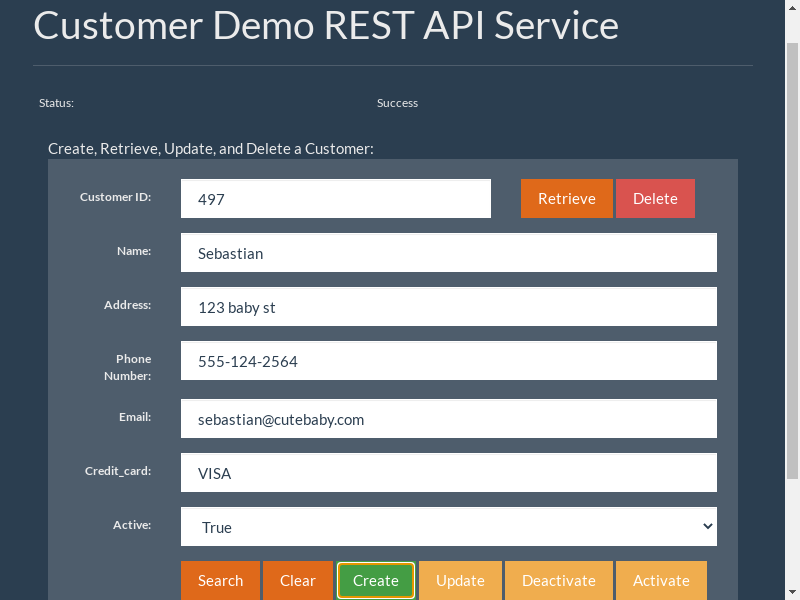 Customer Demo REST API Service
Status: Success
Create, Retrieve, Update, and Delete a Customer:
Customer ID: 497 Retrieve Delete
Name: Sebastian
Address: 123 baby st
Phone Number: 555-124-2564
Email: sebastian@cutebaby.com
Credit_card: VISA
Active: True
Search Clear Create Update Deactivate Activate